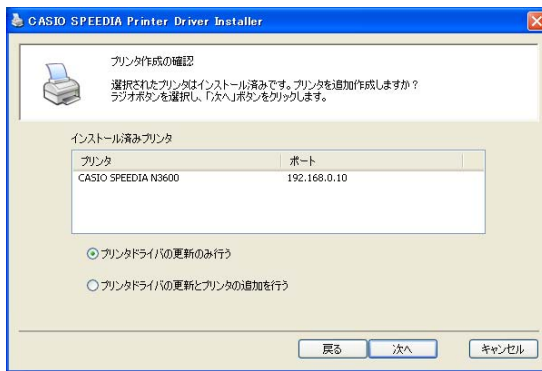 CASIO SPEEDIA Printer Driver Installer
プリンタ作成の確認
選択されたプリンタはインストール済みです。プリンタを追加作成しますか？
ラジオボタンを選択し、「次へ」ボタンをクリックします。
インストール済みプリンタ
プリンタ ポート
CASIO SPEEDIA N3600 192.168.0.10
プリンタドライバの更新のみ行う
プリンタドライバの更新とプリンタの追加を行う
戻る 次へ キャンセル